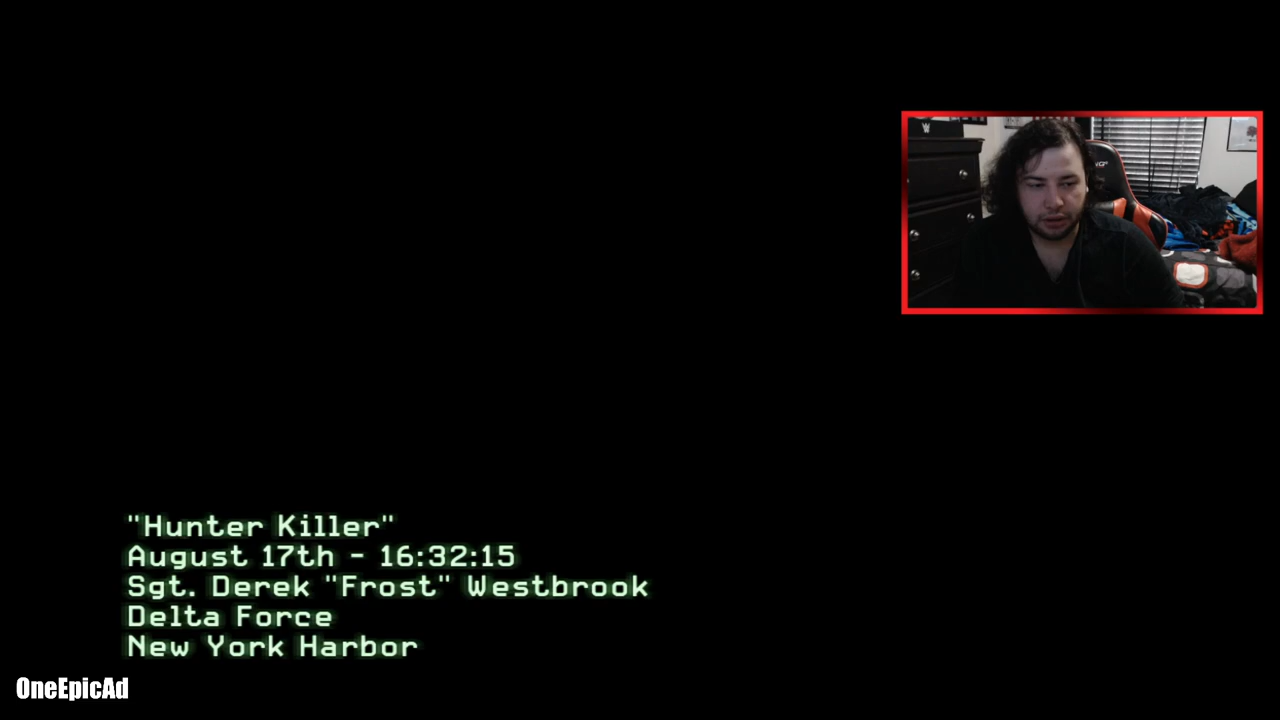 "Hunter Killer"
August 17th - 16:32:15
Sgt. Derek "Frost" Westbrook
Delta Force
New York Harbor
OneEpicAd